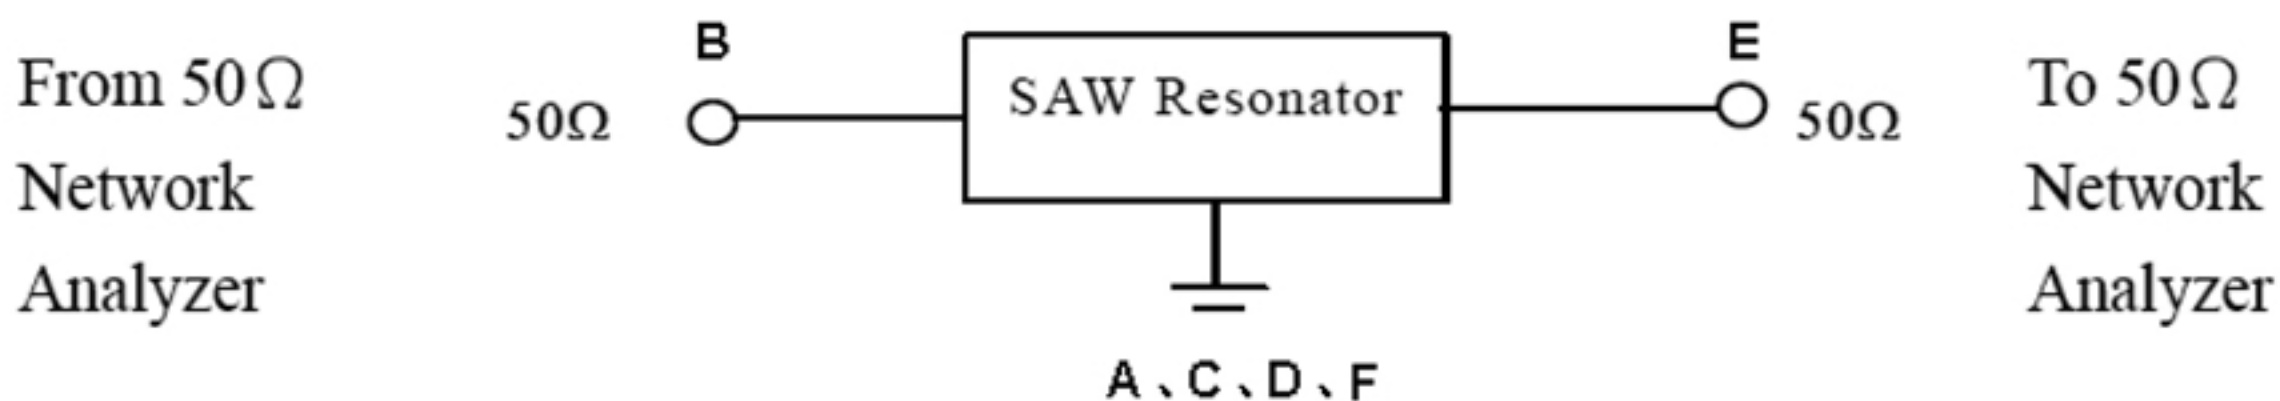 From 50Ω
Network
Analyzer
50Ω
B
SAW Resonator
A、C、D、F
E
50Ω
To 50Ω
Network
Analyzer